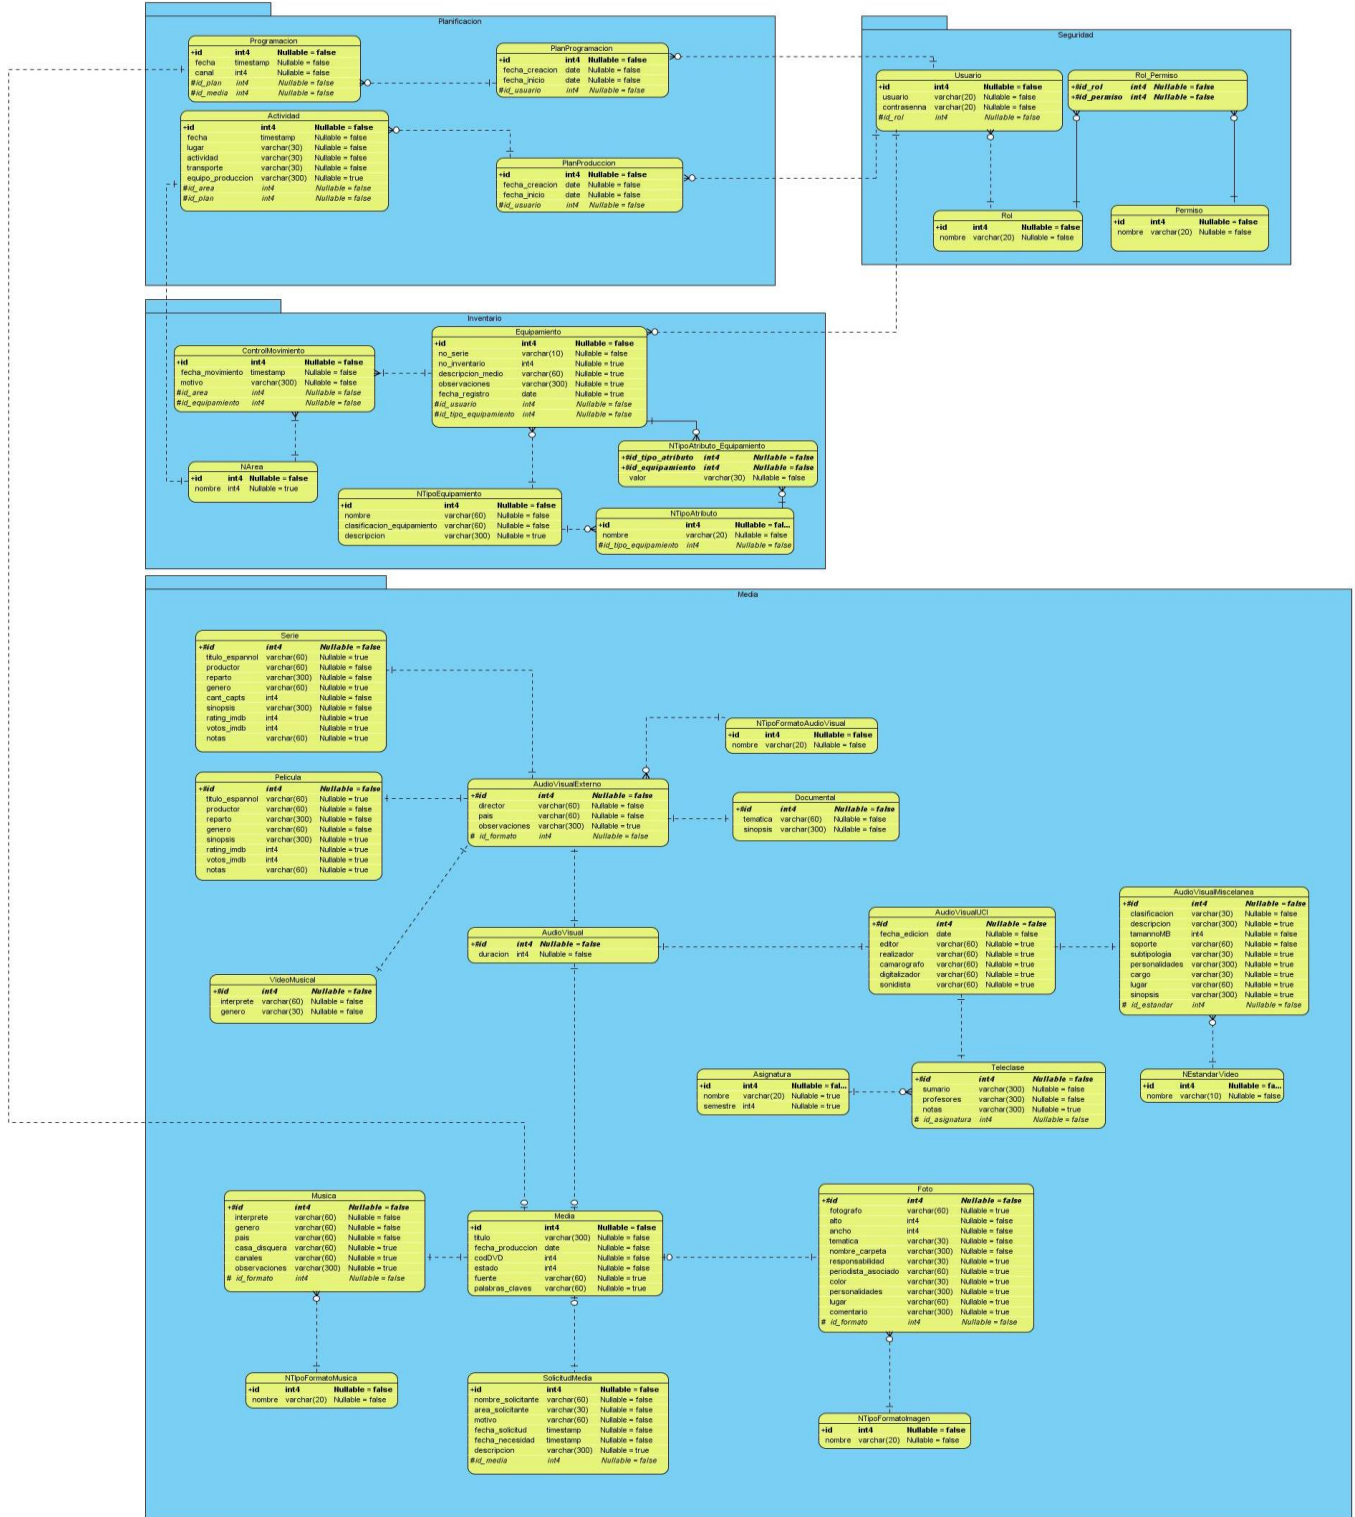 Planificacion
Programacion
+id int4 Nullable = false
fecha timestamp Nullable = false
canal int4 Nullable = false
#id_plan int4 Nullable = false
#id_media int4 Nullable = false
PlanProgramacion
+id int4 Nullable = false
fecha_creacion date Nullable = false
fecha_inicio date Nullable = false
#id_usuario int4 Nullable = false
Actividad
+id int4 Nullable = false
fecha timestamp Nullable = false
lugar varchar(30) Nullable = false
actividad varchar(30) Nullable = false
transporte varchar(30) Nullable = false
equipo_produccion varchar(300) Nullable = true
#id_area int4 Nullable = false
#id_plan int4 Nullable = false
PlanProduccion
+id int4 Nullable = false
fecha_creacion date Nullable = false
fecha_inicio date Nullable = false
#id_usuario int4 Nullable = false
Seguridad
Usuario
+id int4 Nullable = false
usuario varchar(20) Nullable = false
contrasenna varchar(20) Nullable = false
#id_rol int4 Nullable = false
Rol_Permiso
+#id_rol int4 Nullable = false
+#id_permiso int4 Nullable = false
Rol
+id int4 Nullable = false
nombre varchar(20) Nullable = false
Permiso
+id int4 Nullable = false
nombre varchar(20) Nullable = false
Inventario
ControlMovimiento
+id int4 Nullable = false
fecha_movimiento timestamp Nullable = false
motivo varchar(300) Nullable = false
#id_area int4 Nullable = false
#id_equipamiento int4 Nullable = false
Equipamiento
+id int4 Nullable = false
no_serie varchar(10) Nullable = false
no_inventario int4 Nullable = true
descripcion_medio varchar(60) Nullable = true
observaciones varchar(300) Nullable = true
fecha_registro date Nullable = true
#id_usuario int4 Nullable = false
#id_tipo_equipamiento int4 Nullable = false
NArea
+id int4 Nullable = false
nombre int4 Nullable = true
NTipoAtributo_Equipamiento
+#id_tipo_atributo int4 Nullable = false
+#id_equipamiento int4 Nullable = false
valor varchar(30) Nullable = false
NTipoEquipamiento
+id int4 Nullable = false
nombre varchar(60) Nullable = false
clasificacion_equipamiento varchar(60) Nullable = false
descripcion varchar(300) Nullable = true
NTipoAtributo
+id int4 Nullable = fal...
nombre varchar(20) Nullable = false
#id_tipo_equipamiento int4 Nullable = false
Media
Serie
+#id int4 Nullable = false
titulo_espannol varchar(60) Nullable = true
productor varchar(60) Nullable = false
reparto varchar(300) Nullable = false
genero varchar(60) Nullable = true
cant_capts int4 Nullable = false
sinopsis varchar(300) Nullable = false
rating_imdb int4 Nullable = true
votos_imdb int4 Nullable = true
notas varchar(60) Nullable = true
NTipoFormatoAudioVisual
+id int4 Nullable = false
nombre varchar(20) Nullable = false
Pelicula
+#id int4 Nullable = false
titulo_espannol varchar(60) Nullable = true
productor varchar(60) Nullable = false
reparto varchar(300) Nullable = false
genero varchar(60) Nullable = false
sinopsis varchar(300) Nullable = true
rating_imdb int4 Nullable = true
votos_imdb int4 Nullable = true
notas varchar(60) Nullable = true
AudioVisualExterno
+#id int4 Nullable = false
director varchar(60) Nullable = false
pais varchar(60) Nullable = false
observaciones varchar(300) Nullable = true
# id_formato int4 Nullable = false
Documental
+#id int4 Nullable = false
tematica varchar(60) Nullable = false
sinopsis varchar(300) Nullable = false
AudioVisual
+#id int4 Nullable = false
duracion int4 Nullable = false
AudioVisualUCI
+#id int4 Nullable = false
fecha_edicion date Nullable = false
editor varchar(60) Nullable = true
realizador varchar(60) Nullable = true
camarografo varchar(60) Nullable = true
digitalizador varchar(60) Nullable = true
sonidista varchar(60) Nullable = true
AudioVisualMiscelanea
+#id int4 Nullable = false
clasificacion varchar(30) Nullable = false
descripcion varchar(300) Nullable = true
tamannoMB int4 Nullable = false
soporte varchar(60) Nullable = false
subtipologia varchar(30) Nullable = true
personalidades varchar(300) Nullable = true
cargo varchar(30) Nullable = true
lugar varchar(60) Nullable = true
sinopsis varchar(300) Nullable = true
# id_estandar int4 Nullable = false
VideoMusical
+#id int4 Nullable = false
interprete varchar(60) Nullable = false
genero varchar(30) Nullable = false
Asignatura
+id int4 Nullable = fal...
nombre varchar(20) Nullable = true
semestre int4 Nullable = true
Teleclase
+#id int4 Nullable = false
sumario varchar(300) Nullable = false
profesores varchar(300) Nullable = false
notas varchar(300) Nullable = true
# id_asignatura int4 Nullable = false
NEstandarVideo
+id int4 Nullable = fa...
nombre varchar(10) Nullable = false
Musica
+#id int4 Nullable = false
interprete varchar(60) Nullable = false
genero varchar(60) Nullable = false
pais varchar(60) Nullable = false
casa_disquera varchar(60) Nullable = true
canales varchar(60) Nullable = true
observaciones varchar(300) Nullable = true
# id_formato int4 Nullable = false
Media
+id int4 Nullable = false
titulo varchar(300) Nullable = true
fecha_produccion date Nullable = false
codDVD int4 Nullable = false
estado int4 Nullable = false
fuente varchar(60) Nullable = true
palabras_claves varchar(60) Nullable = true
Foto
+#id int4 Nullable = false
fotografo varchar(60) Nullable = true
alto int4 Nullable = false
ancho int4 Nullable = false
tematica varchar(30) Nullable = false
nombre_carpeta varchar(300) Nullable = false
responsabilidad varchar(30) Nullable = true
periodista_asociado varchar(60) Nullable = true
color varchar(30) Nullable = true
personalidades varchar(300) Nullable = true
lugar varchar(60) Nullable = true
comentario varchar(300) Nullable = true
# id_formato int4 Nullable = false
NTipoFormatoMusica
+id int4 Nullable = false
nombre varchar(20) Nullable = false
SolicitudMedia
+id int4 Nullable = false
nombre_solicitante varchar(60) Nullable = false
area_solicitante varchar(30) Nullable = false
motivo varchar(60) Nullable = false
fecha_solicitud timestamp Nullable = false
fecha_necesidad timestamp Nullable = false
descripcion varchar(300) Nullable = true
#id_media int4 Nullable = false
NTipoFormatoImagen
+id int4 Nullable = false
nombre varchar(20) Nullable = false